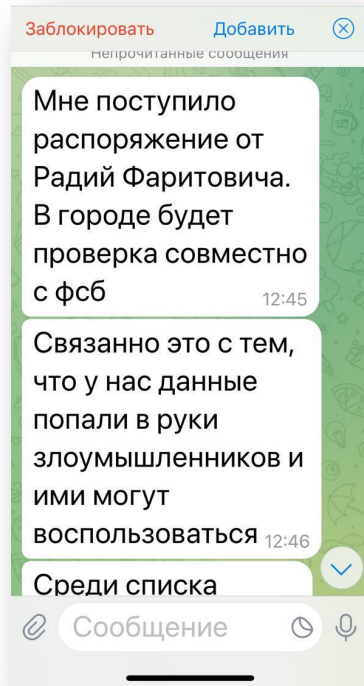 Заблокировать Добавить
Непрочитанные сообщения
Мне поступило
распоряжение от
Радий Фаритовича.
В городе будет
проверка совместно
с фсб
12:45
Связанно это с тем,
что у нас данные
попали в руки
злоумышленников и
ими могут
воспользоваться 12:46
Среди списка
Сообщение